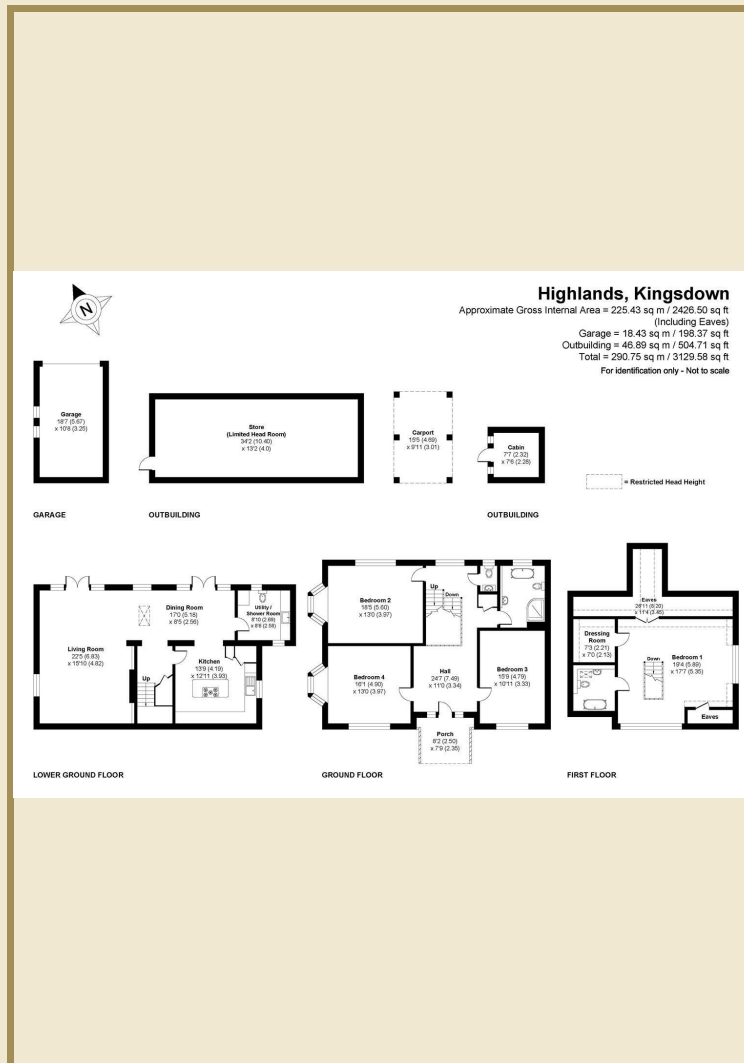 N
Highlands, Kingsdown
Approximate Gross Internal Area = 225.43 sq m / 2426.50 sq ft
(Including Eaves)
Garage = 18.43 sq m / 198.37 sq ft
Outbuilding = 46.89 sq m / 504.71 sq ft
Total = 290.75 sq m / 3129.58 sq ft
For identification only - Not to scale
Garage
18'7 (5.67)
x 10'8 (3.25)
Store
(Limited Head Room)
34'2 (10.40)
x 13'2 (4.0)
Carport
15'5 (4.69)
x 9'11 (3.01)
Cabin
7'7 (2.32)
x 7'6 (2.28)
= Restricted Head Height
GARAGE
OUTBUILDING
OUTBUILDING
Dining Room
17'0 (5.18)
x 8'5 (2.56)
Utility /
Shower Room
8'10 (2.69)
x 8'6 (2.58)
Living Room
22'5 (6.83)
x 15'10 (4.82)
Up
Kitchen
13'9 (4.19)
x 12'11 (3.93)
LOWER GROUND FLOOR
Bedroom 2
18'5 (5.60)
x 13'0 (3.97)
Up
Down
Bedroom 4
16'1 (4.90)
x 13'0 (3.97)
Hall
24'7 (7.49)
x 11'0 (3.34)
Bedroom 3
15'9 (4.79)
x 10'11 (3.33)
Porch
8'2 (2.50)
x 7'9 (2.35)
GROUND FLOOR
Eaves
x 11'4 (3.45)
Dressing
Room
7'3 (2.21)
x 7'0 (2.13)
Down
Bedroom 1
19'4 (5.89)
x 17'7 (5.35)
Eaves
FIRST FLOOR